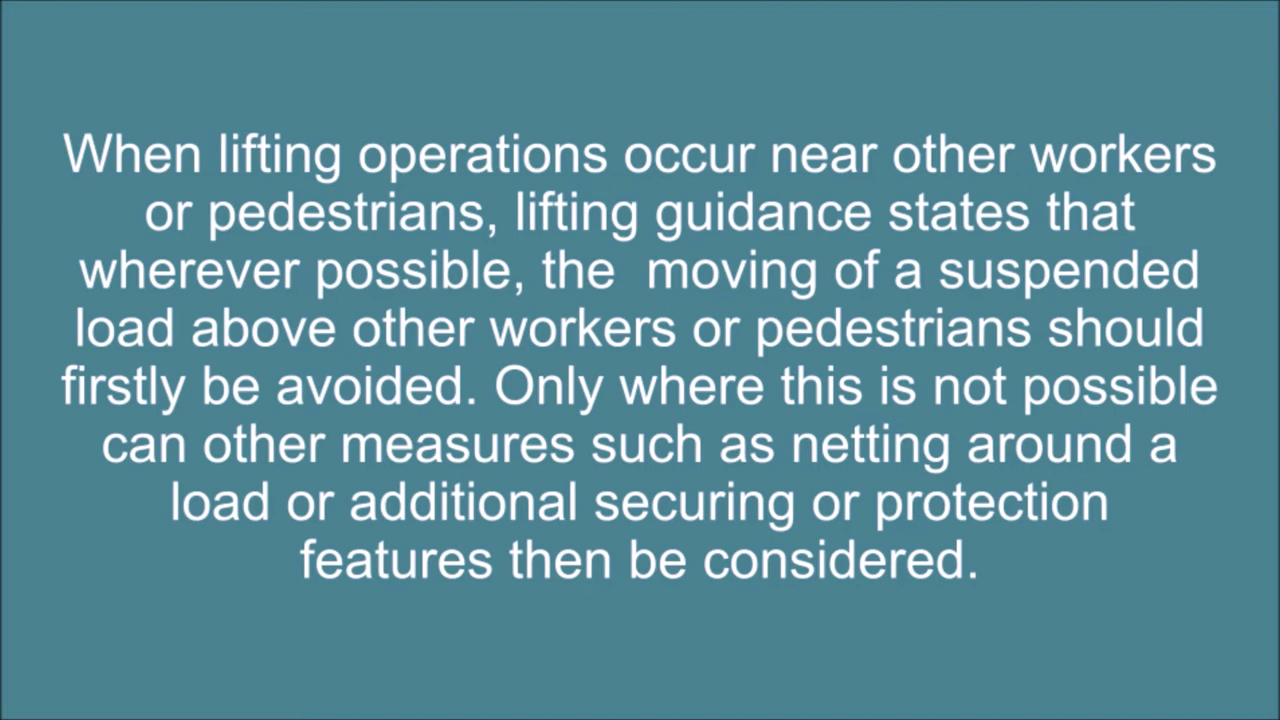 When lifting operations occur near other workers
or pedestrians, lifting guidance states that
wherever possible, the  moving of a suspended
load above other workers or pedestrians should
firstly be avoided. Only where this is not possible
can other measures such as netting around a
load or additional securing or protection
features then be considered.